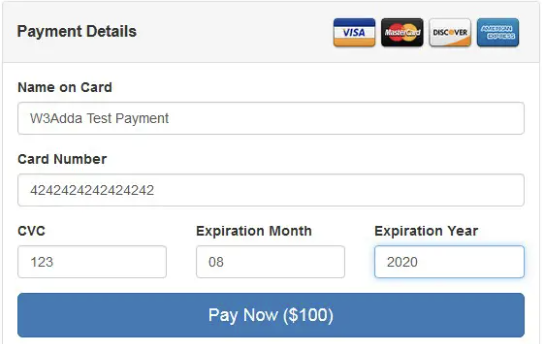 Payment Details VISA MasterCard DISCOVER AMERICAN EXPRESS
Name on Card
W3Adda Test Payment
Card Number
4242424242424242
CVC Expiration Month Expiration Year
123 08 2020
Pay Now ($100)